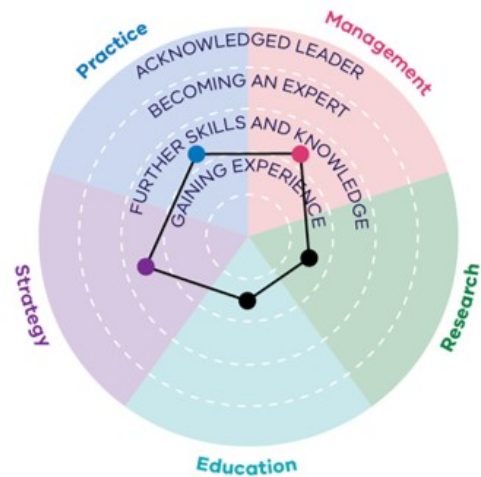 Practice
Management
ACKNOWLEDGED LEADER
BECOMING AN EXPERT
FURTHER SKILLS AND KNOWLEDGE
GAINING EXPERIENCE
Strategy
Research
Education